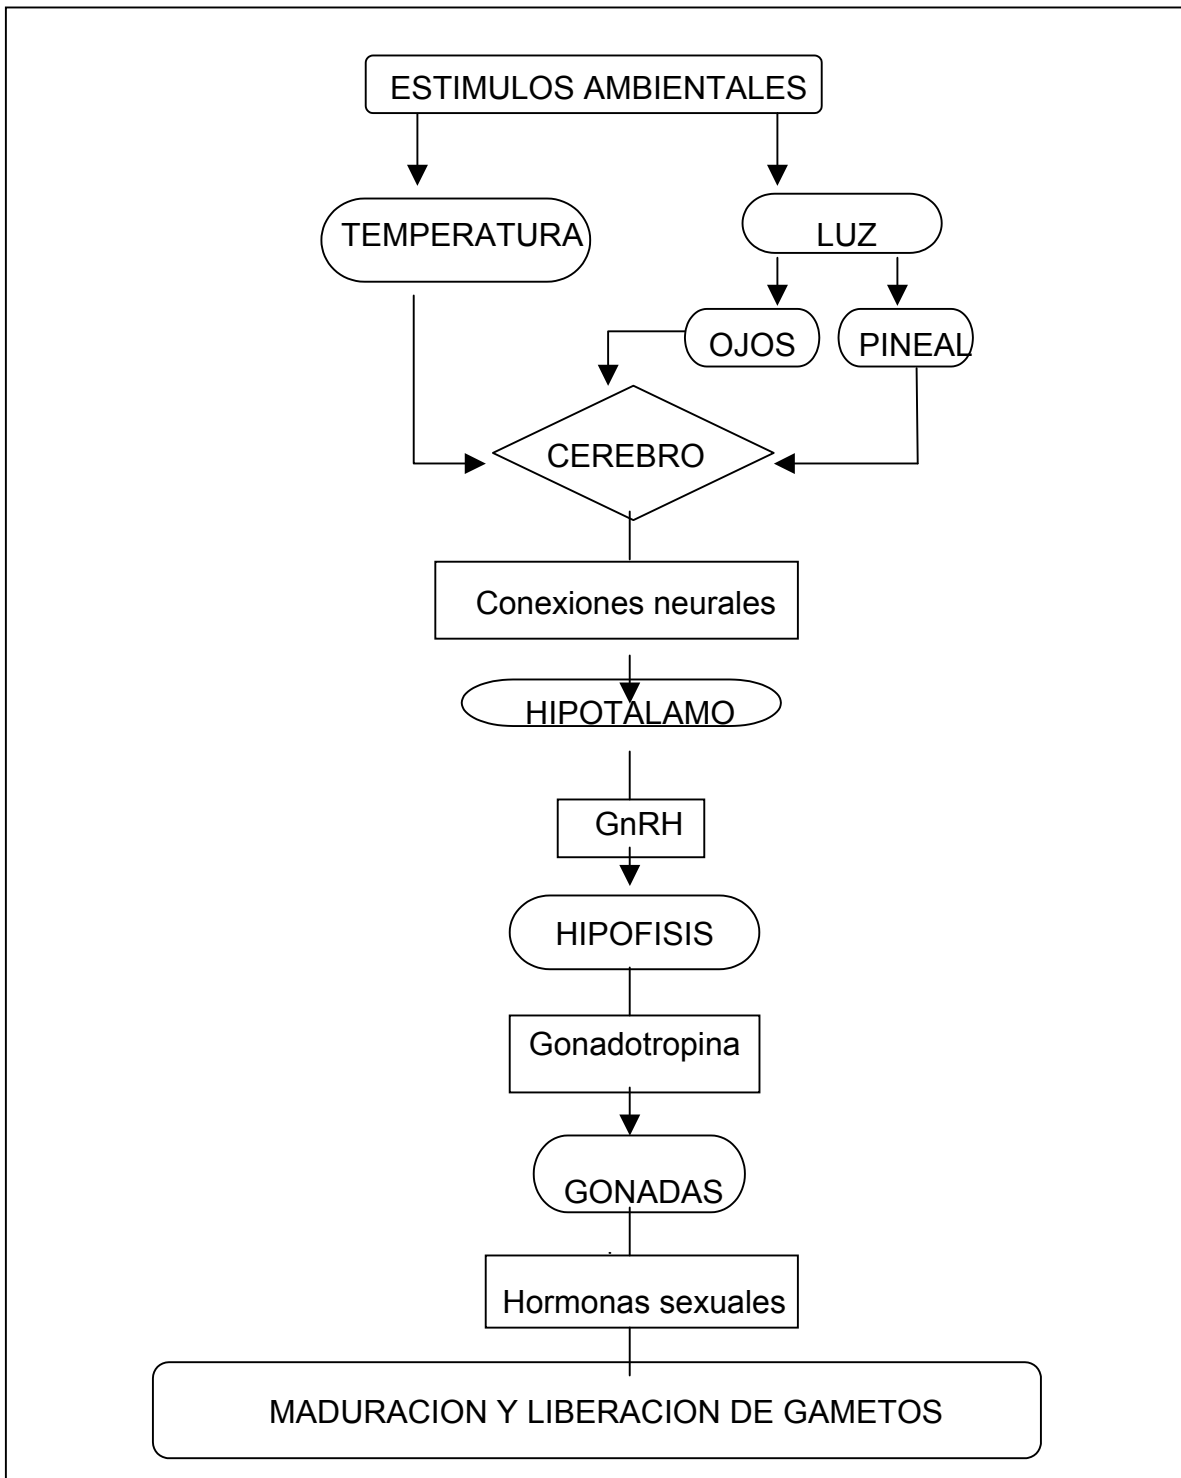 ESTIMULOS AMBIENTALES
TEMPERATURA
LUZ
OJOS
PINEAL
CEREBRO
Conexiones neurales
HIPOTALAMO
GnRH
HIPOFISIS
Gonadotropina
GONADAS
Hormonas sexuales
MADURACION Y LIBERACION DE GAMETOS